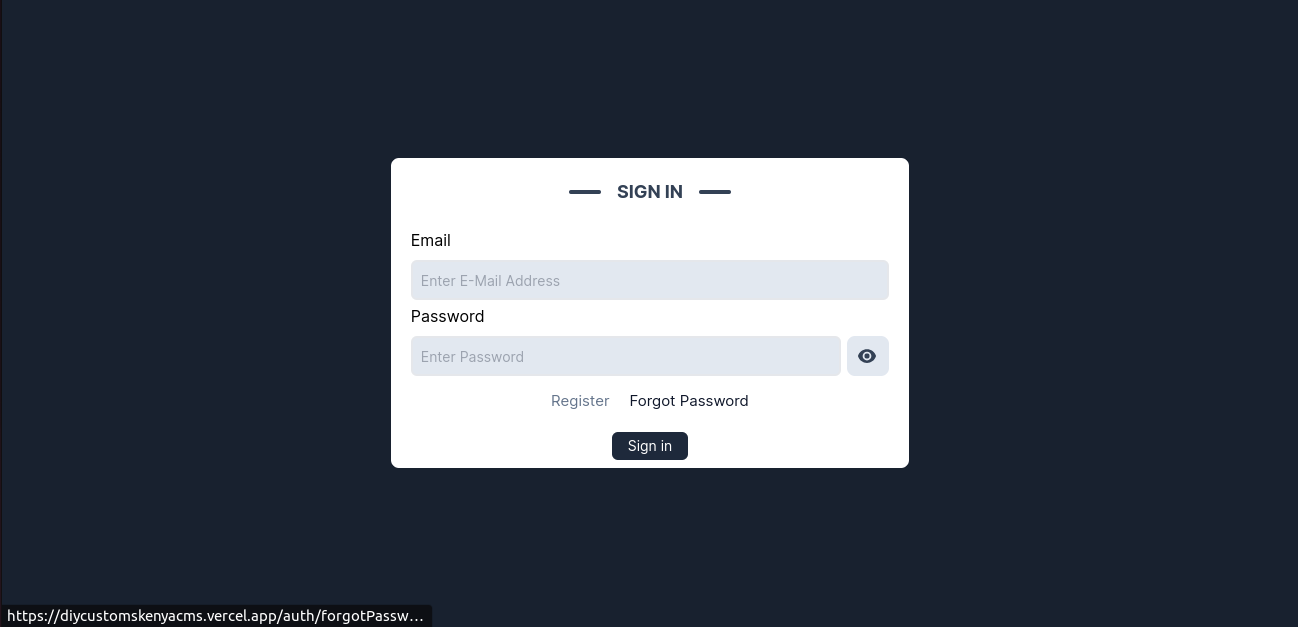 SIGN IN
Email
Enter E-Mail Address
Password
Enter Password
Register Forgot Password
Sign in
https://diycustomskenyacms.vercel.app/auth/forgotPassw…